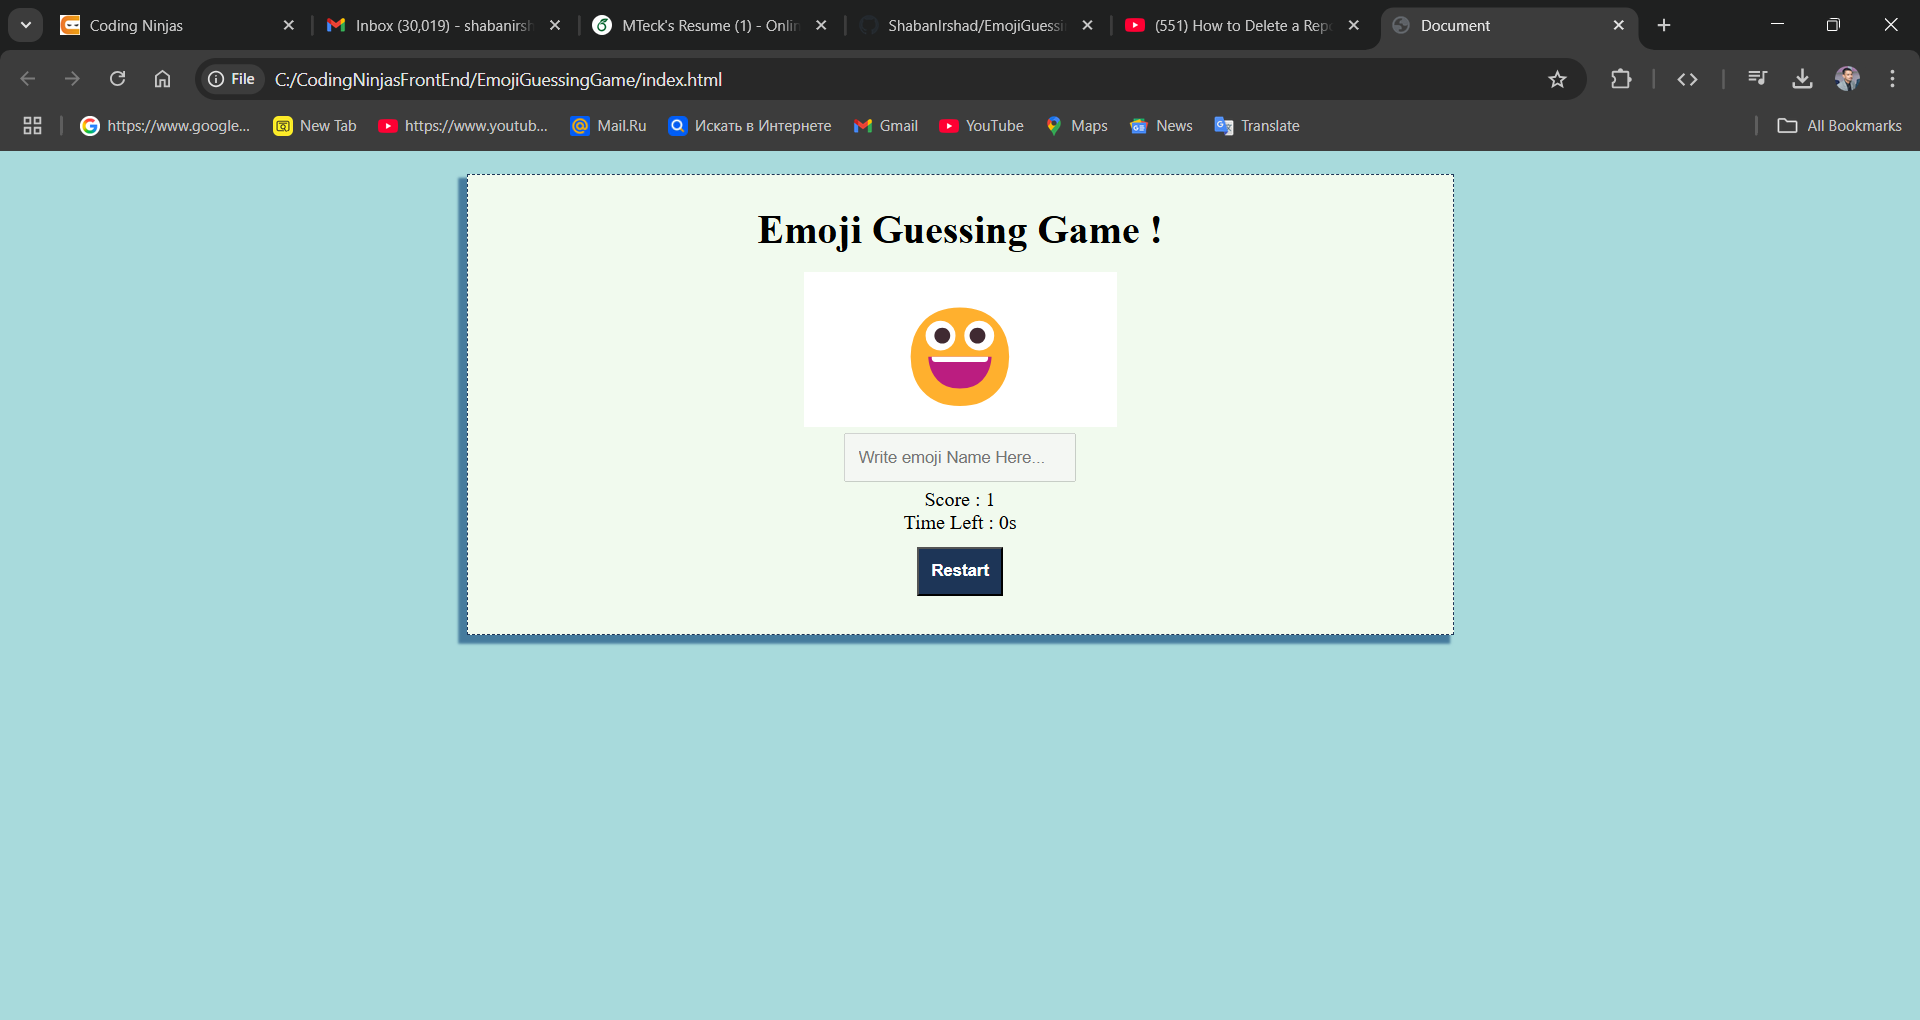 Coding Ninjas
Inbox (30,019) - shabanirsh
MTeck's Resume (1) - Onlin
ShabanIrshad/EmojiGuessi
(551) How to Delete a Rep
Document
File
C:/CodingNinjasFrontEnd/EmojiGuessingGame/index.html
https://www.google...
New Tab
https://www.youtub...
Mail.Ru
Искать в Интернете
Gmail
YouTube
Maps
News
Translate
All Bookmarks
Emoji Guessing Game !
Write emoji Name Here...
Score : 1
Time Left : 0s
Restart